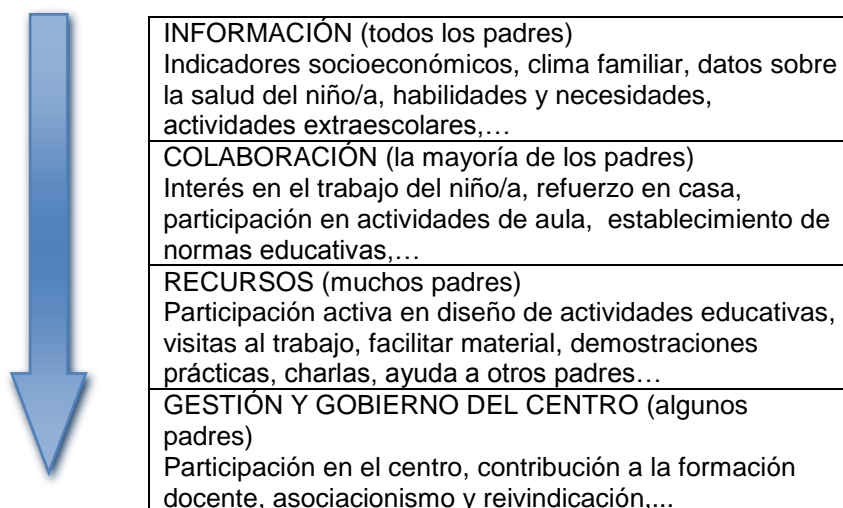 INFORMACIÓN (todos los padres)
Indicadores socioeconómicos, clima familiar, datos sobre
la salud del niño/a, habilidades y necesidades,
actividades extraescolares,…
COLABORACIÓN (la mayoría de los padres)
Interés en el trabajo del niño/a, refuerzo en casa,
participación en actividades de aula, establecimiento de
normas educativas,…
RECURSOS (muchos padres)
Participación activa en diseño de actividades educativas,
visitas al trabajo, facilitar material, demostraciones
prácticas, charlas, ayuda a otros padres…
GESTIÓN Y GOBIERNO DEL CENTRO (algunos
padres)
Participación en el centro, contribución a la formación
docente, asociacionismo y reivindicación,...